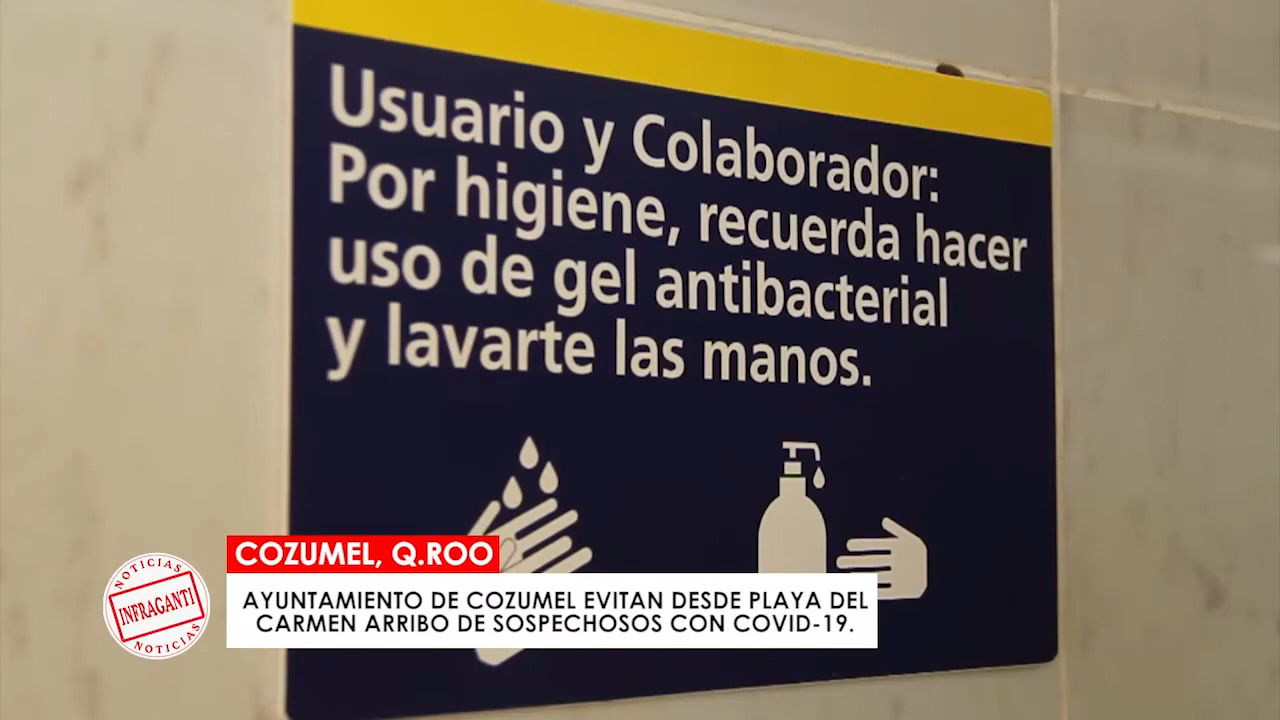 Usuario y Colaborador:
Por higiene, recuerda hacer
uso de gel antibacterial
y lavarte las manos.
COZUMEL, Q.ROO
AYUNTAMIENTO DE COZUMEL EVITAN DESDE PLAYA DEL
CARMEN ARRIBO DE SOSPECHOSOS CON COVID-19.
NOTICIAS
INFRAGANTI
NOTICIAS